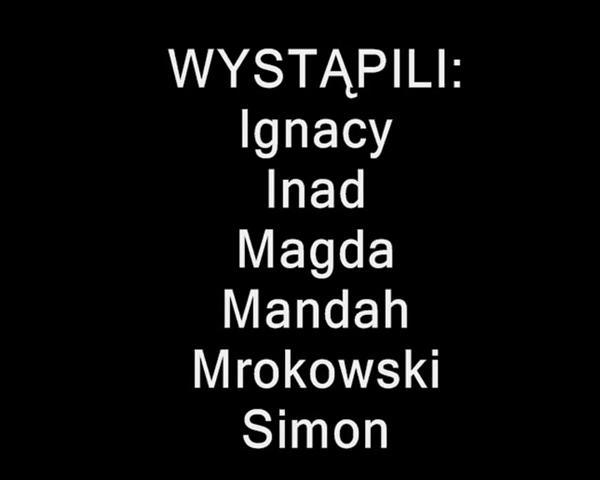 WYSTĄPILI:
Ignacy
Inad
Magda
Mandah
Mrokowski
Simon